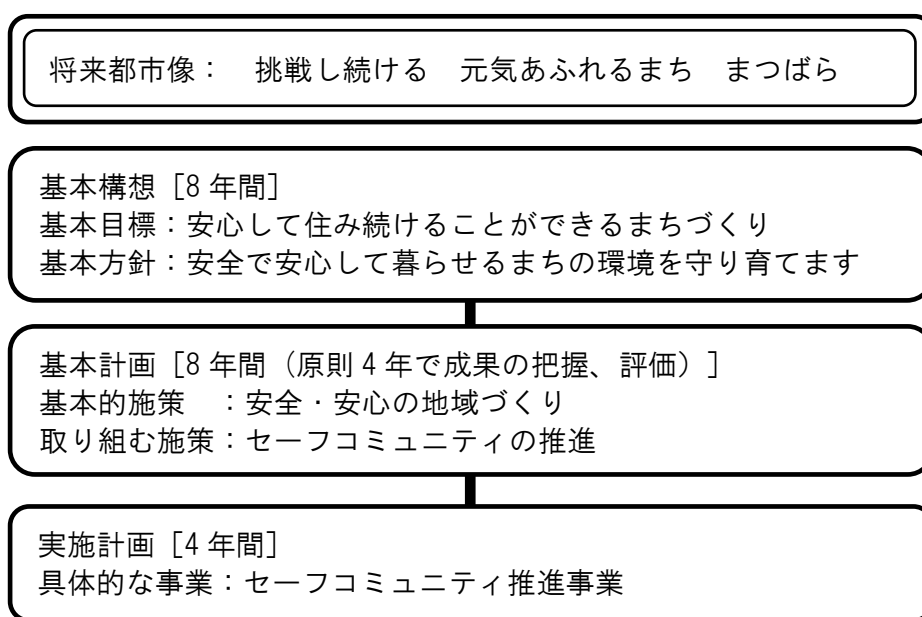 将来都市像：　挑戦し続ける　元気あふれるまち　まつばら
基本構想［8年間］
基本目標：安心して住み続けることができるまちづくり
基本方針：安全で安心して暮らせるまちの環境を守り育てます
基本計画［8年間（原則4年で成果の把握、評価）］
基本的施策　：安全・安心の地域づくり
取り組む施策：セーフコミュニティの推進
実施計画［4年間］
具体的な事業：セーフコミュニティ推進事業